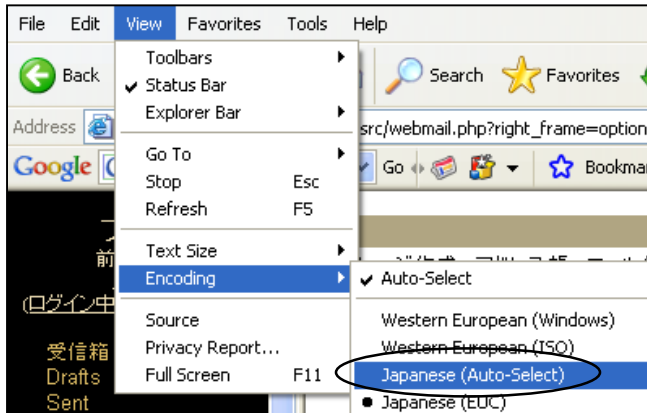 File Edit View Favorites Tools Help
Back Search Favorites
Address src/webmail.php?right_frame=option
Google Go Bookma
Toolbars
✓ Status Bar
Explorer Bar
Go To
Stop Esc
Refresh F5
Text Size
Encoding
Source
Privacy Report...
Full Screen F11
✓ Auto-Select
Western European (Windows)
Western European (ISO)
Japanese (Auto-Select)
● Japanese (EUC)
前
(ログイン中
受信箱
Drafts
Sent